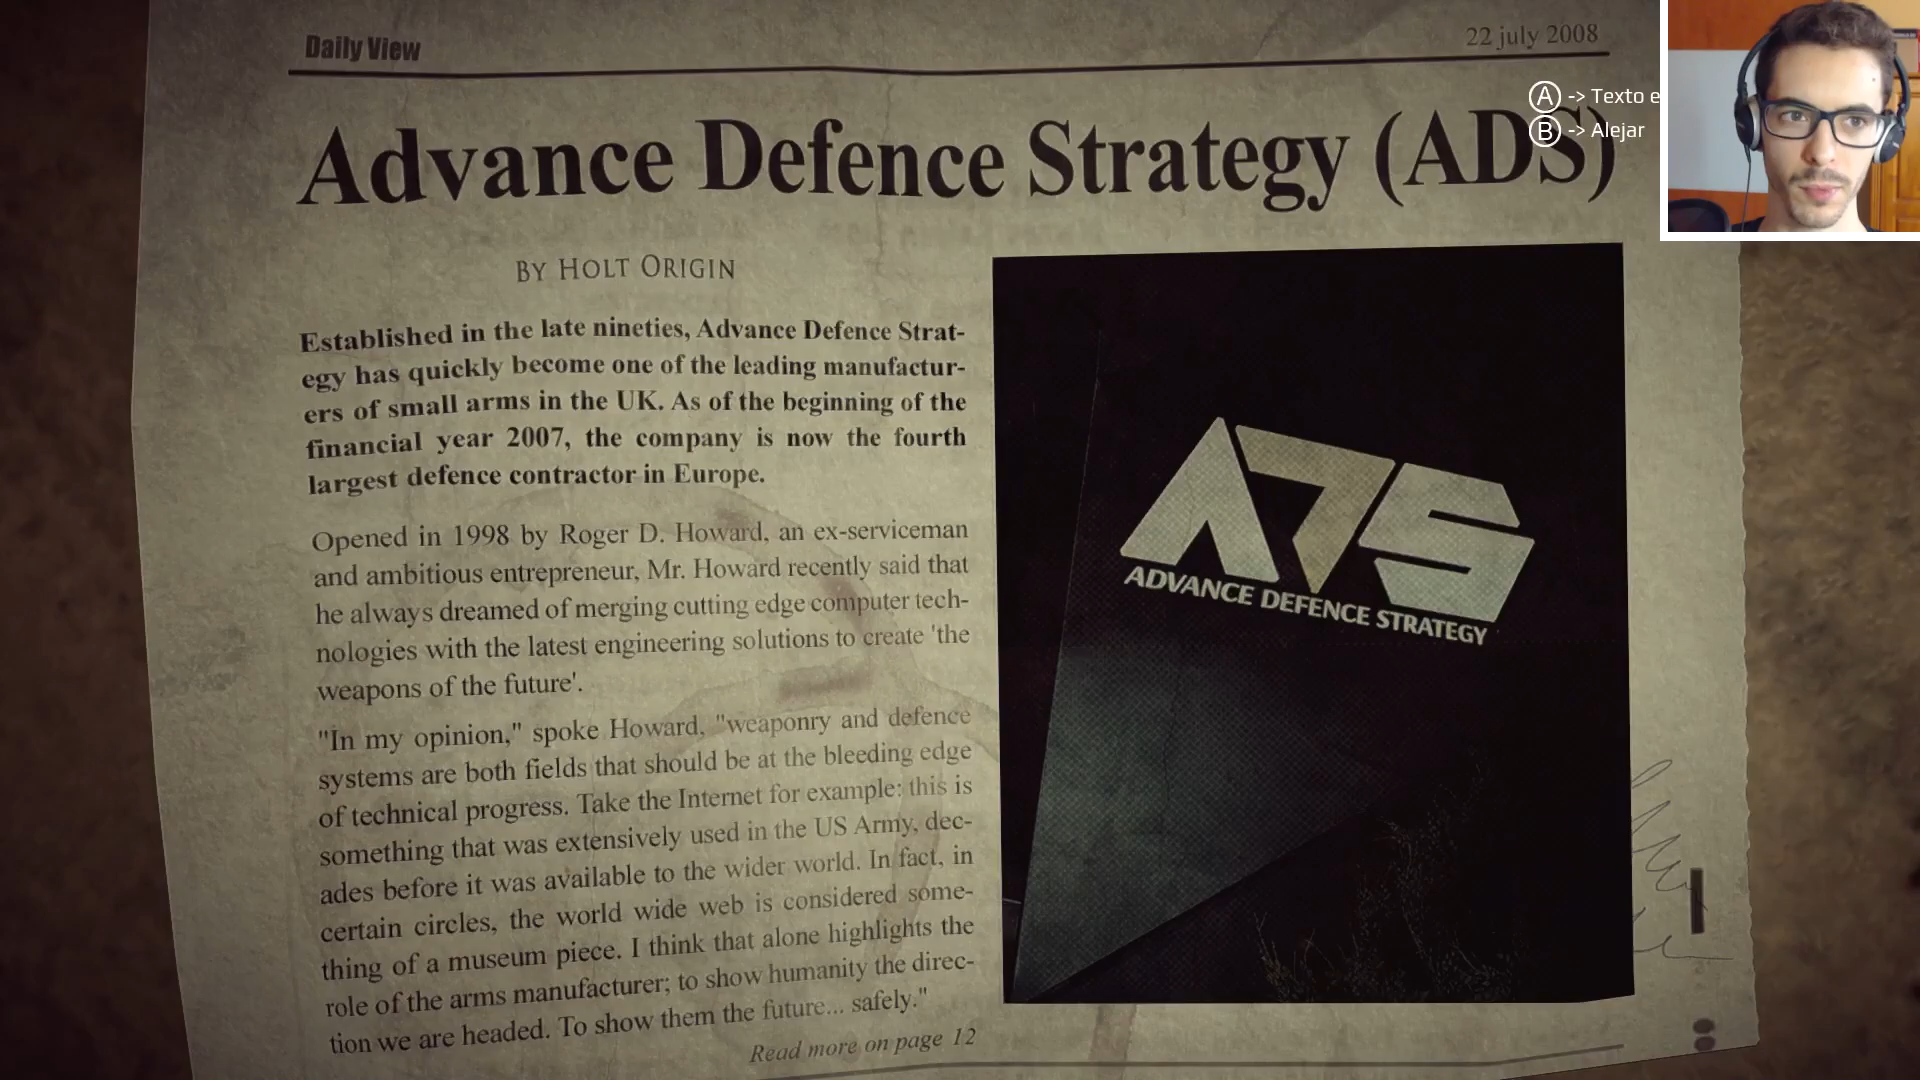 Daily View
22 july 2008
A -> Texto e
B -> Alejar
Advance Defence Strategy (ADS)
BY HOLT ORIGIN
Established in the late nineties, Advance Defence Strat-
egy has quickly become one of the leading manufactur-
ers of small arms in the UK. As of the beginning of the
financial year 2007, the company is now the fourth
largest defence contractor in Europe.
Opened in 1998 by Roger D. Howard, an ex-serviceman
and ambitious entrepreneur, Mr. Howard recently said that
he always dreamed of merging cutting edge computer tech-
nologies with the latest engineering solutions to create 'the
weapons of the future'.
"In my opinion," spoke Howard, "weaponry and defence
systems are both fields that should be at the bleeding edge
of technical progress. Take the Internet for example: this is
something that was extensively used in the US Army, dec-
ades before it was available to the wider world. In fact, in
certain circles, the world wide web is considered some-
thing of a museum piece. I think that alone highlights the
role of the arms manufacturer; to show humanity the direc-
tion we are headed. To show them the future... safely."
Read more on page 12
ADS
ADVANCE DEFENCE STRATEGY